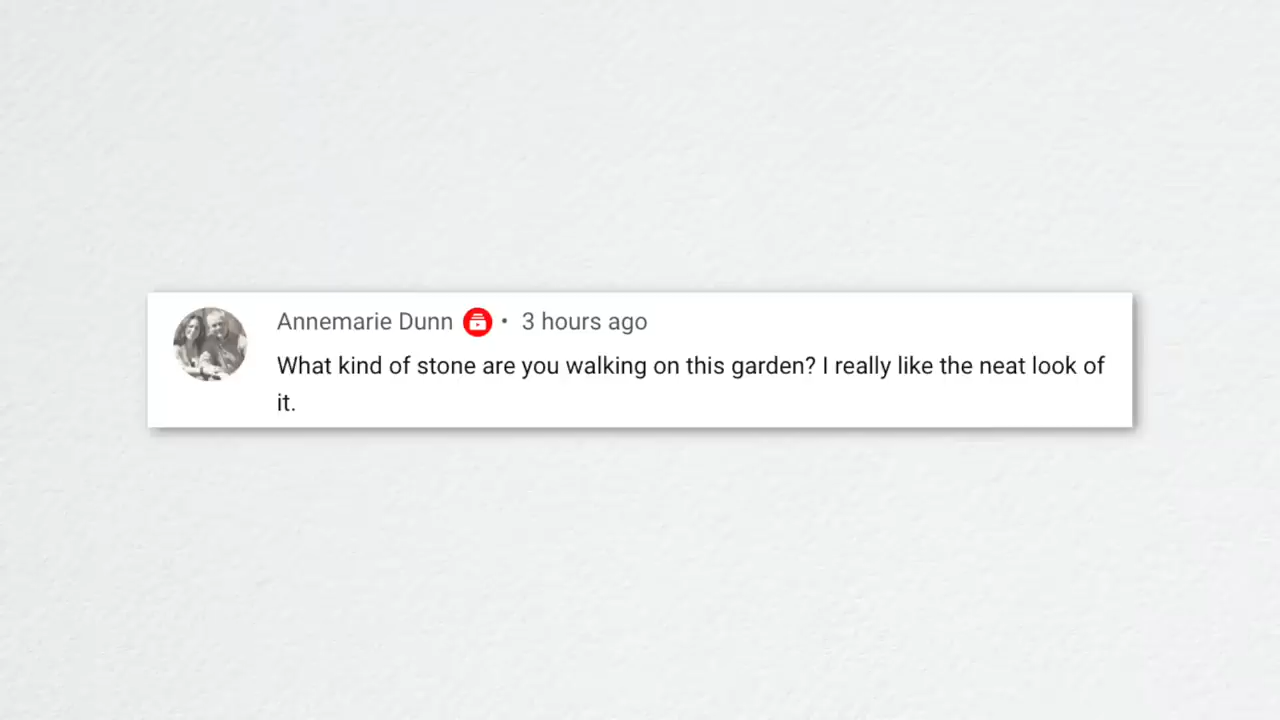 Annemarie Dunn • 3 hours ago
What kind of stone are you walking on this garden? I really like the neat look of
it.